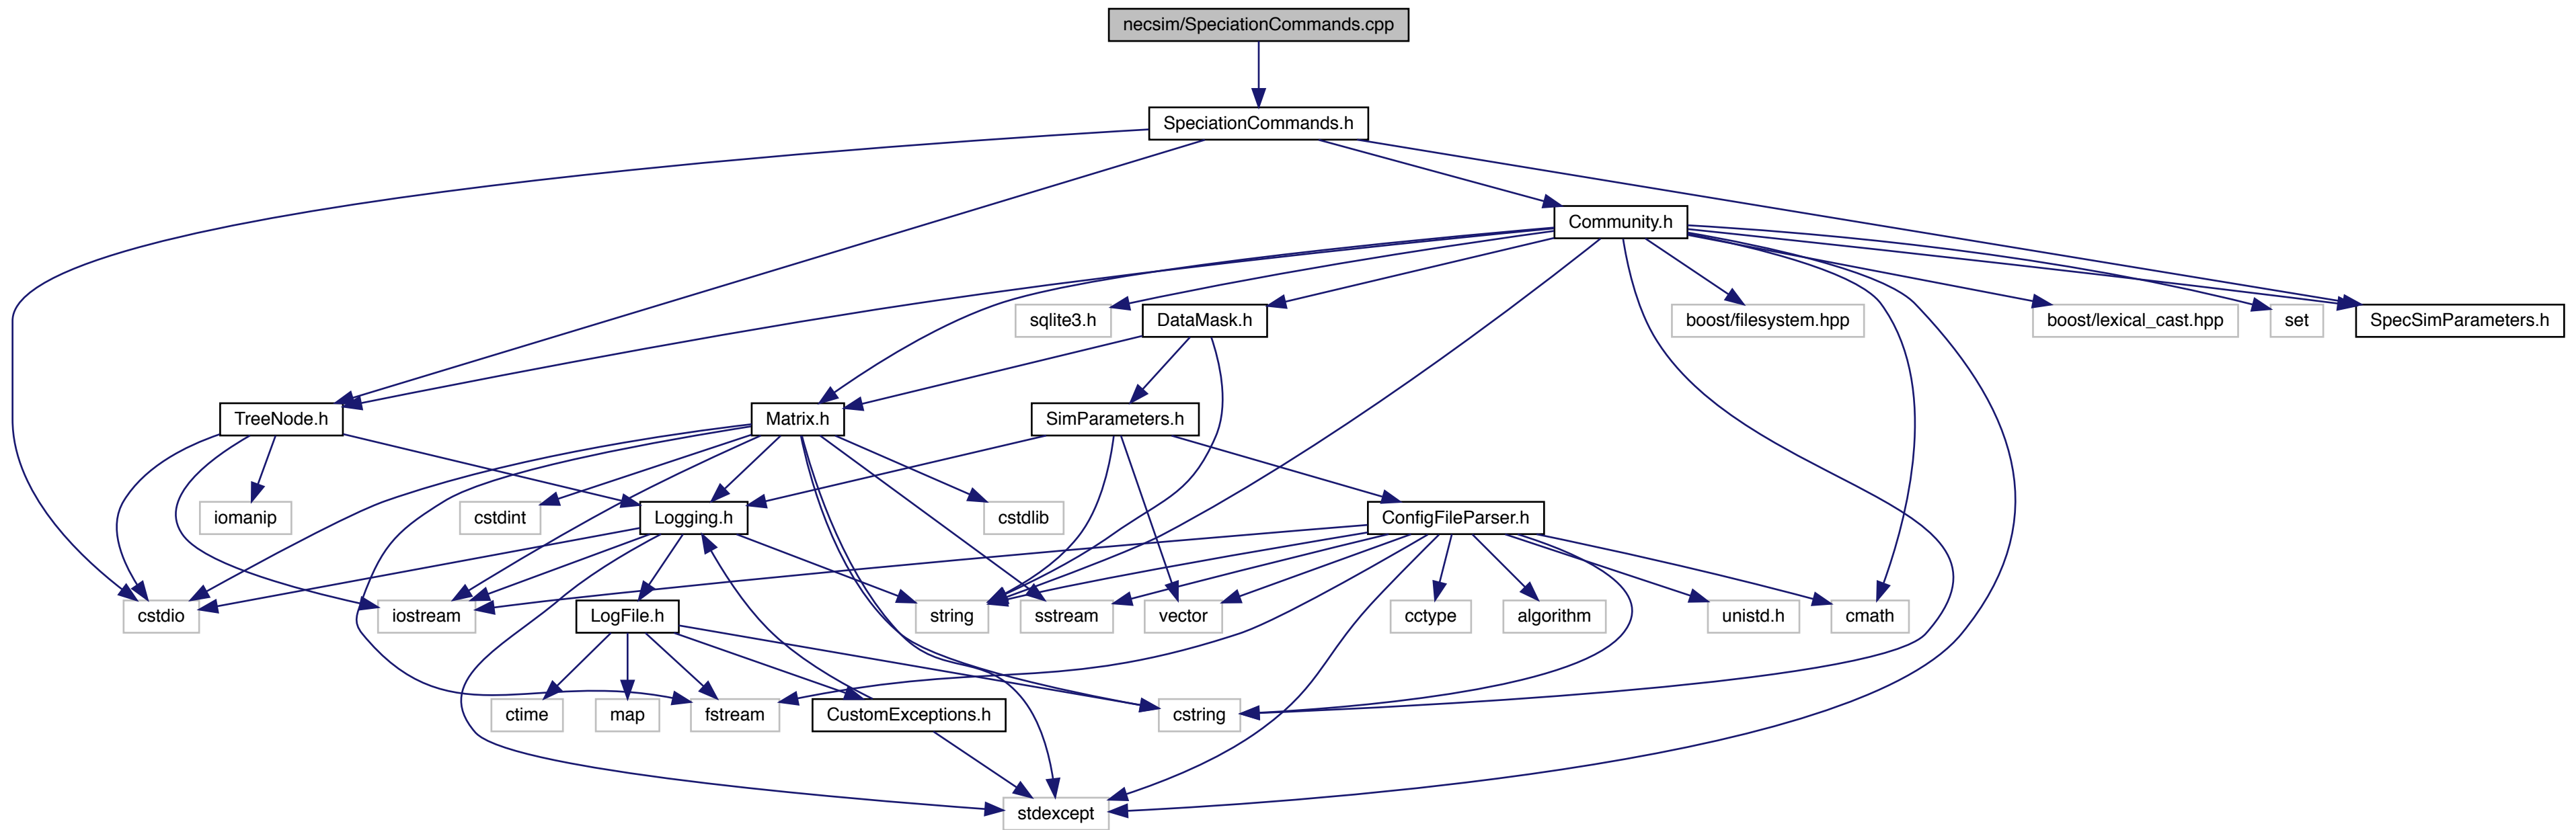 necsim/SpeciationCommands.cpp
SpeciationCommands.h
Community.h
sqlite3.h
DataMask.h
boost/filesystem.hpp
boost/lexical_cast.hpp
set
SpecSimParameters.h
TreeNode.h
Matrix.h
SimParameters.h
iomanip
cstdint
Logging.h
cstdlib
ConfigFileParser.h
cstdio
iostream
LogFile.h
string
sstream
vector
cctype
algorithm
unistd.h
cmath
ctime
map
fstream
CustomExceptions.h
cstring
stdexcept